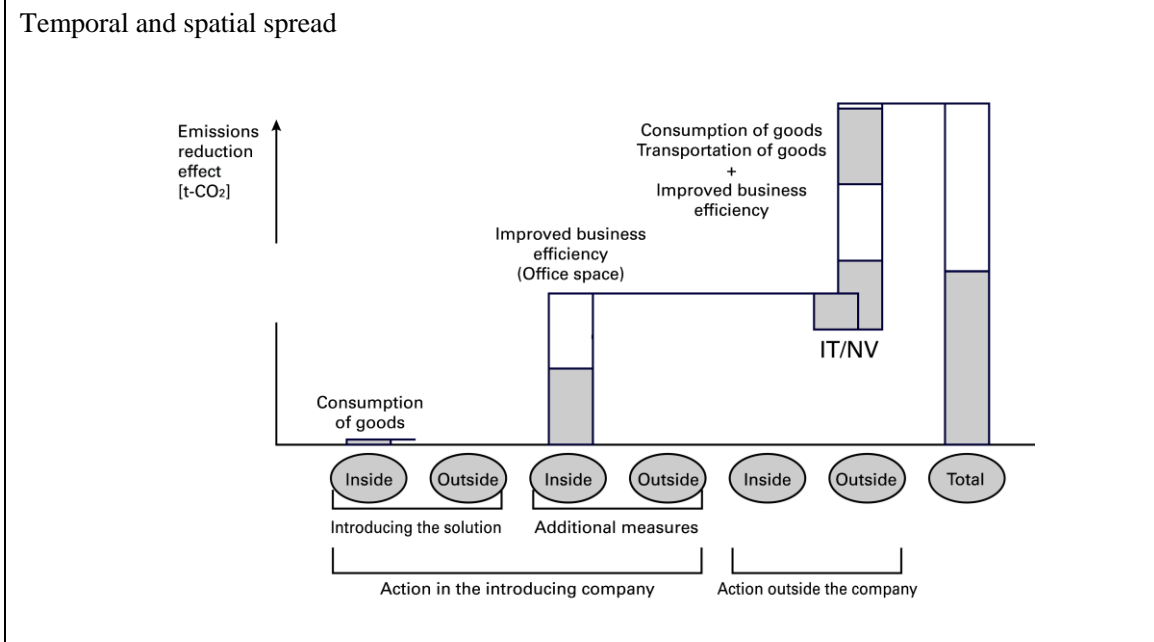 Temporal and spatial spread
Emissions
reduction
effect
[t-CO2]
Consumption of goods
Transportation of goods
+
Improved business
efficiency
Improved business
efficiency
(Office space)
IT/NV
Consumption
of goods
Inside
Outside
Inside
Outside
Inside
Outside
Total
Introducing the solution
Additional measures
Action in the introducing company
Action outside the company